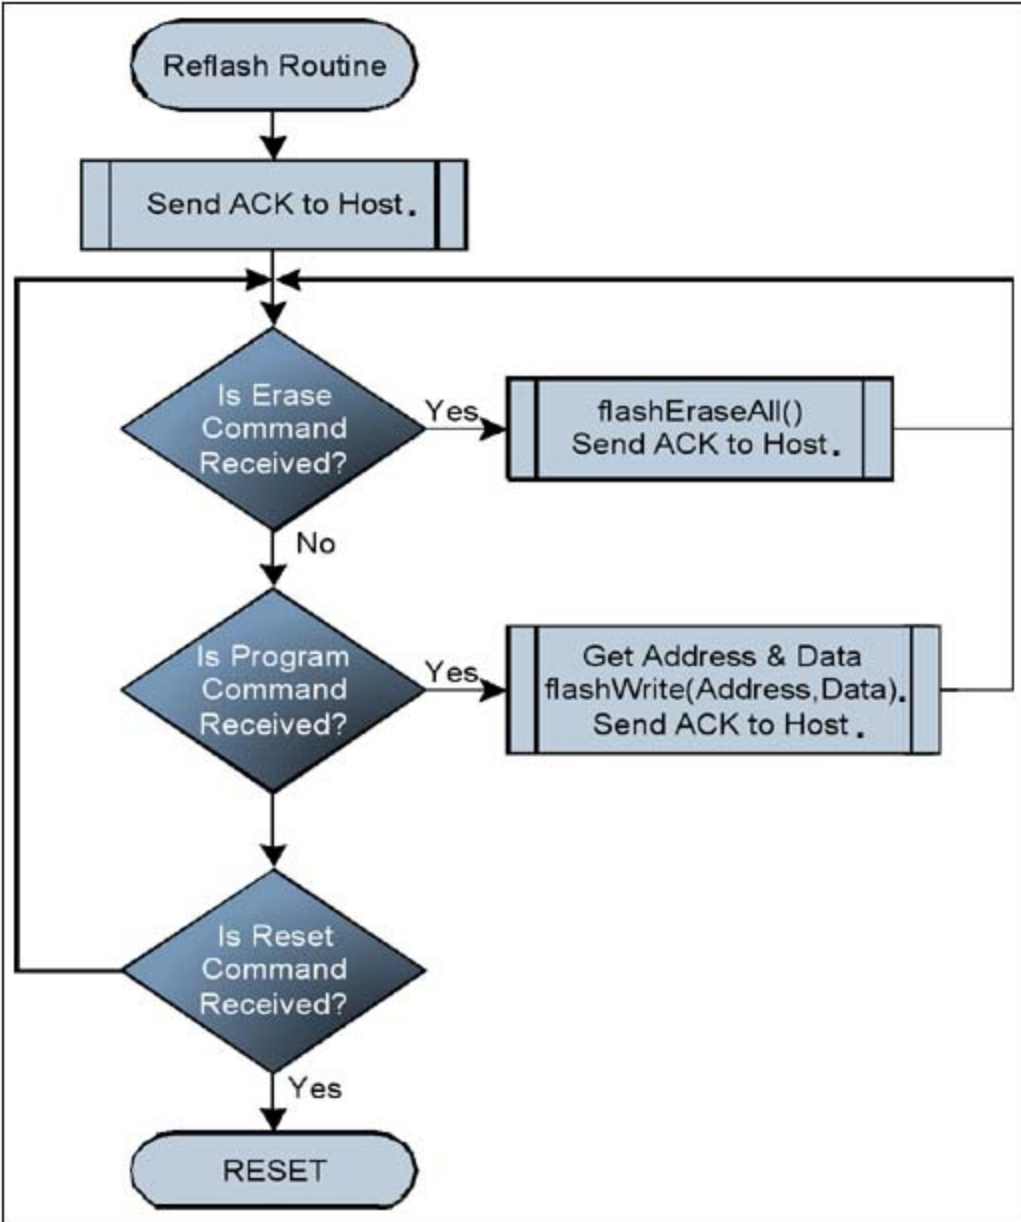 Reflash Routine
Send ACK to Host.
Is Erase
Command
Received?
Yes
flashEraseAll()
Send ACK to Host.
No
Is Program
Command
Received?
Yes
Get Address & Data
flashWrite(Address,Data).
Send ACK to Host.
Is Reset
Command
Received?
Yes
RESET